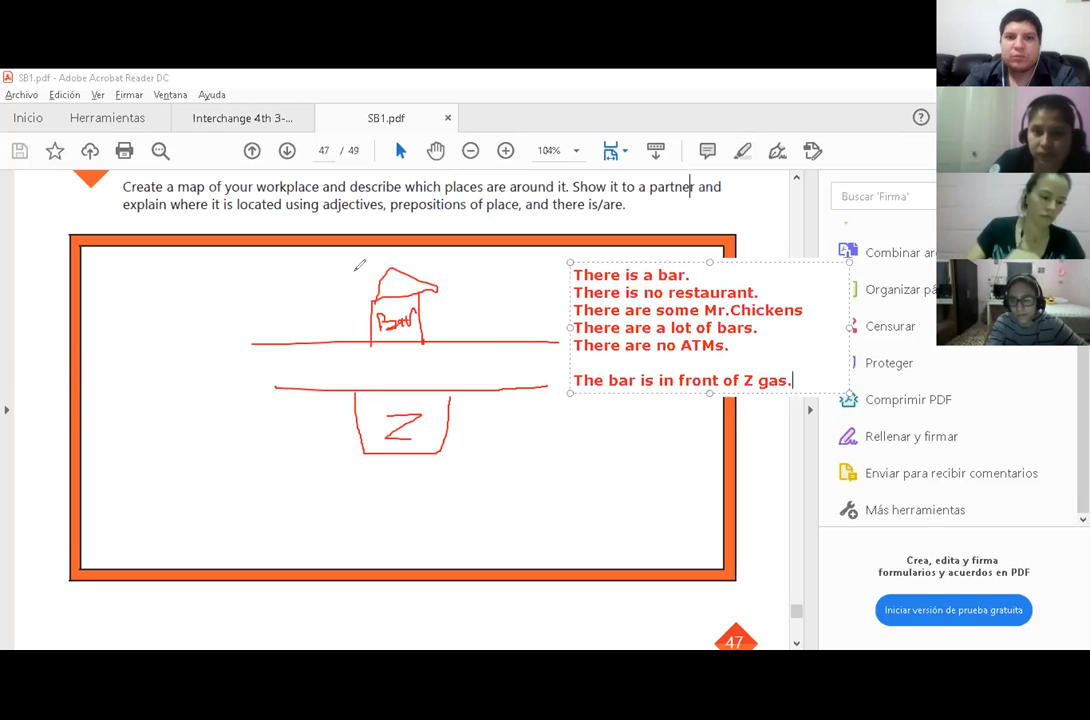 SB1.pdf - Adobe Acrobat Reader DC
Archivo Edición Ver Firmar Ventana Ayuda
Inicio Herramientas Interchange 4th 3-... SB1.pdf ×
47 / 49 104%
Create a map of your workplace and describe which places are around it. Show it to a partner and
explain where it is located using adjectives, prepositions of place, and there is/are.
Bar
Z
There is a bar.
There is no restaurant.
There are some Mr.Chickens
There are a lot of bars.
There are no ATMs.
The bar is in front of Z gas.
47
Buscar 'Firma'
Combinar ar
Organizar pá
Censurar
Proteger
Comprimir PDF
Rellenar y firmar
Enviar para recibir comentarios
Más herramientas
Crea, edita y firma
formularios y acuerdos en PDF
Iniciar versión de prueba gratuita